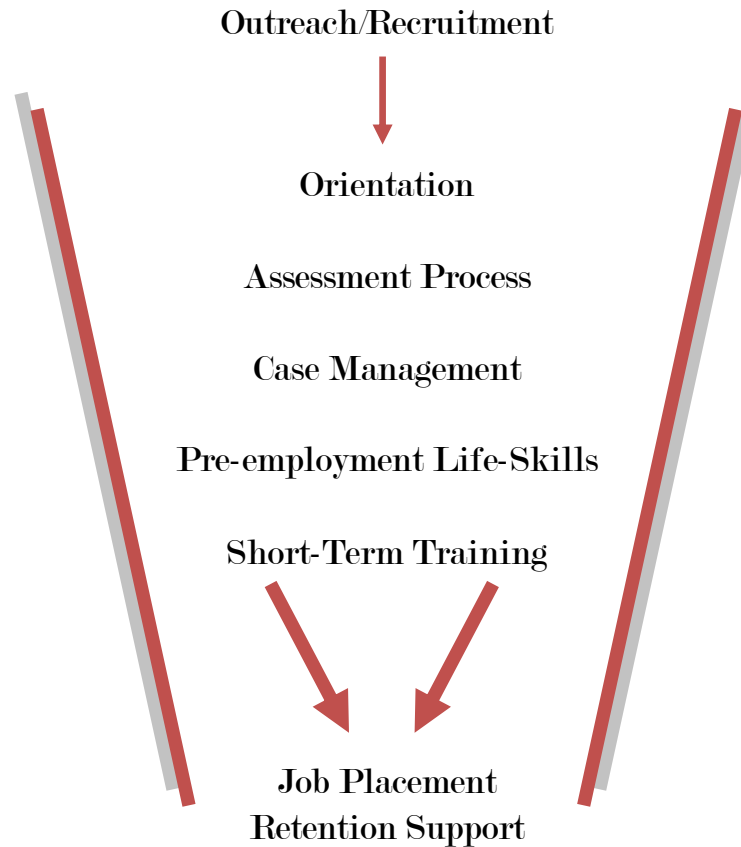 Outreach/Recruitment
Orientation
Assessment Process
Case Management
Pre-employment Life-Skills
Short-Term Training
Job Placement
Retention Support